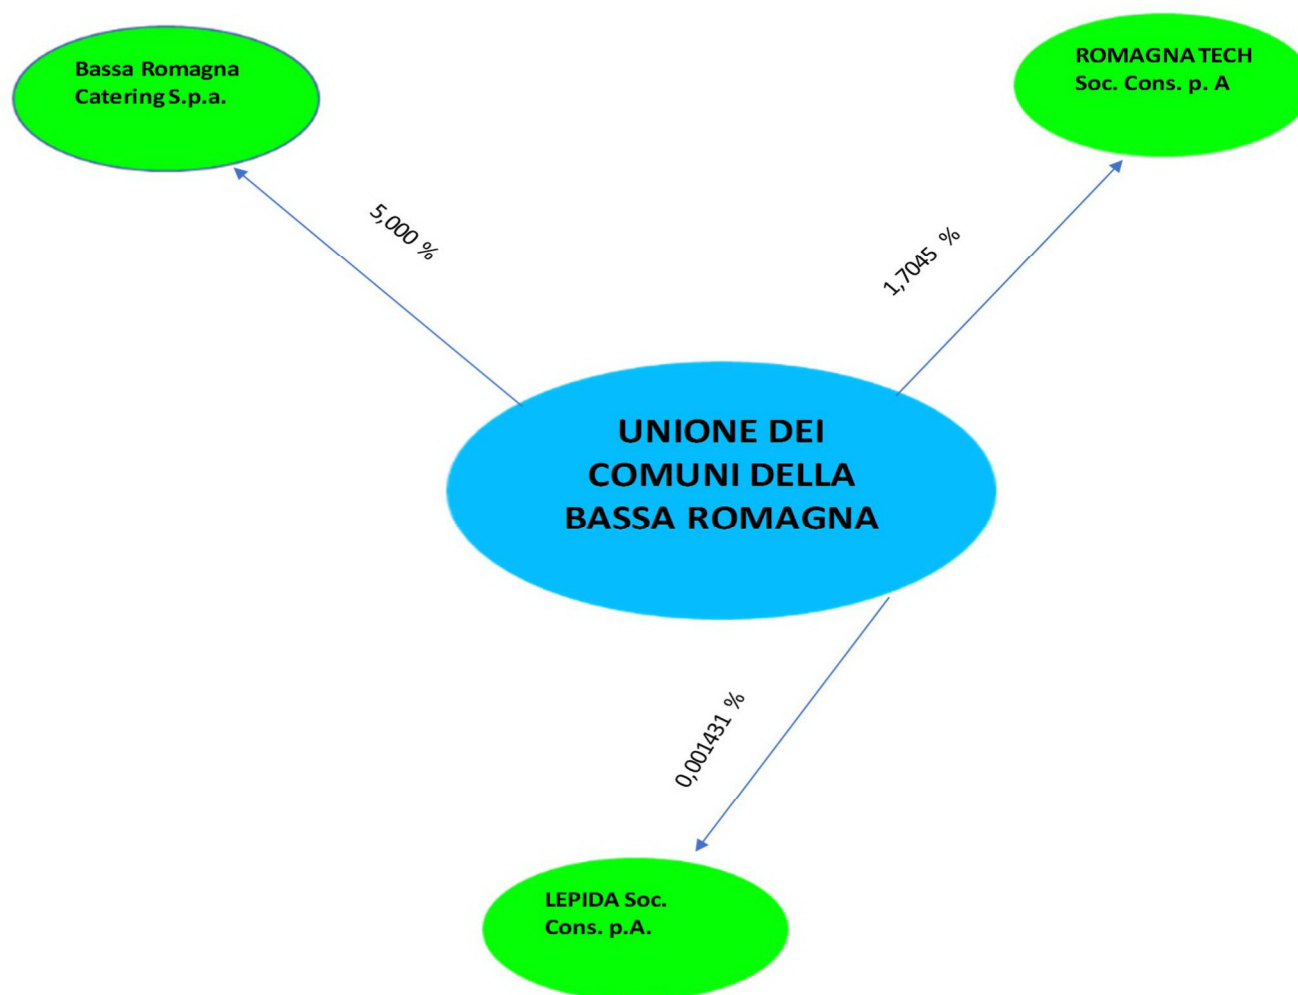 Bassa Romagna
Catering S.p.a.
ROMAGNA TECH
Soc. Cons. p. A
5,000 %
1,7045 %
UNIONE DEI
COMUNI DELLA
BASSA ROMAGNA
0,001431 %
LEPIDA Soc.
Cons. p.A.